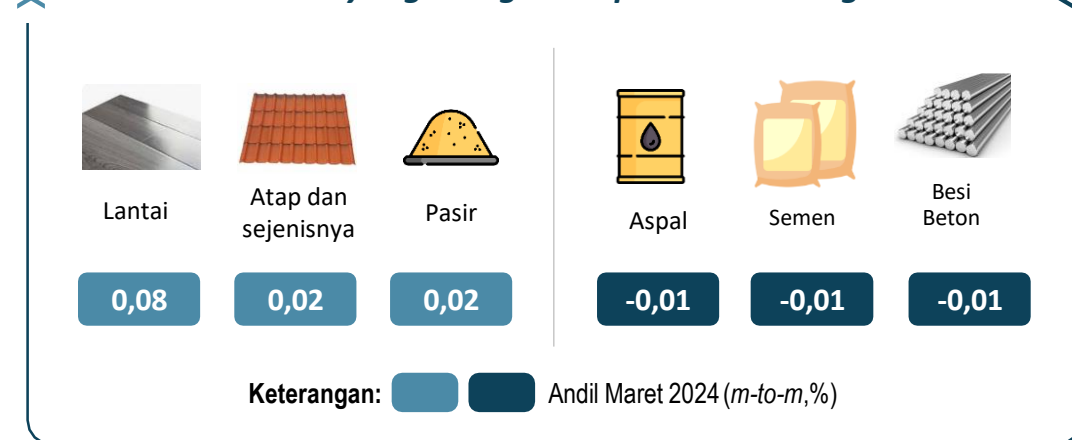 Lantai
Atap dan
sejenisnya
Pasir
Aspal
Semen
Besi
Beton
0,08
0,02
0,02
-0,01
-0,01
-0,01
Keterangan:
Andil Maret 2024 (m-to-m,%)